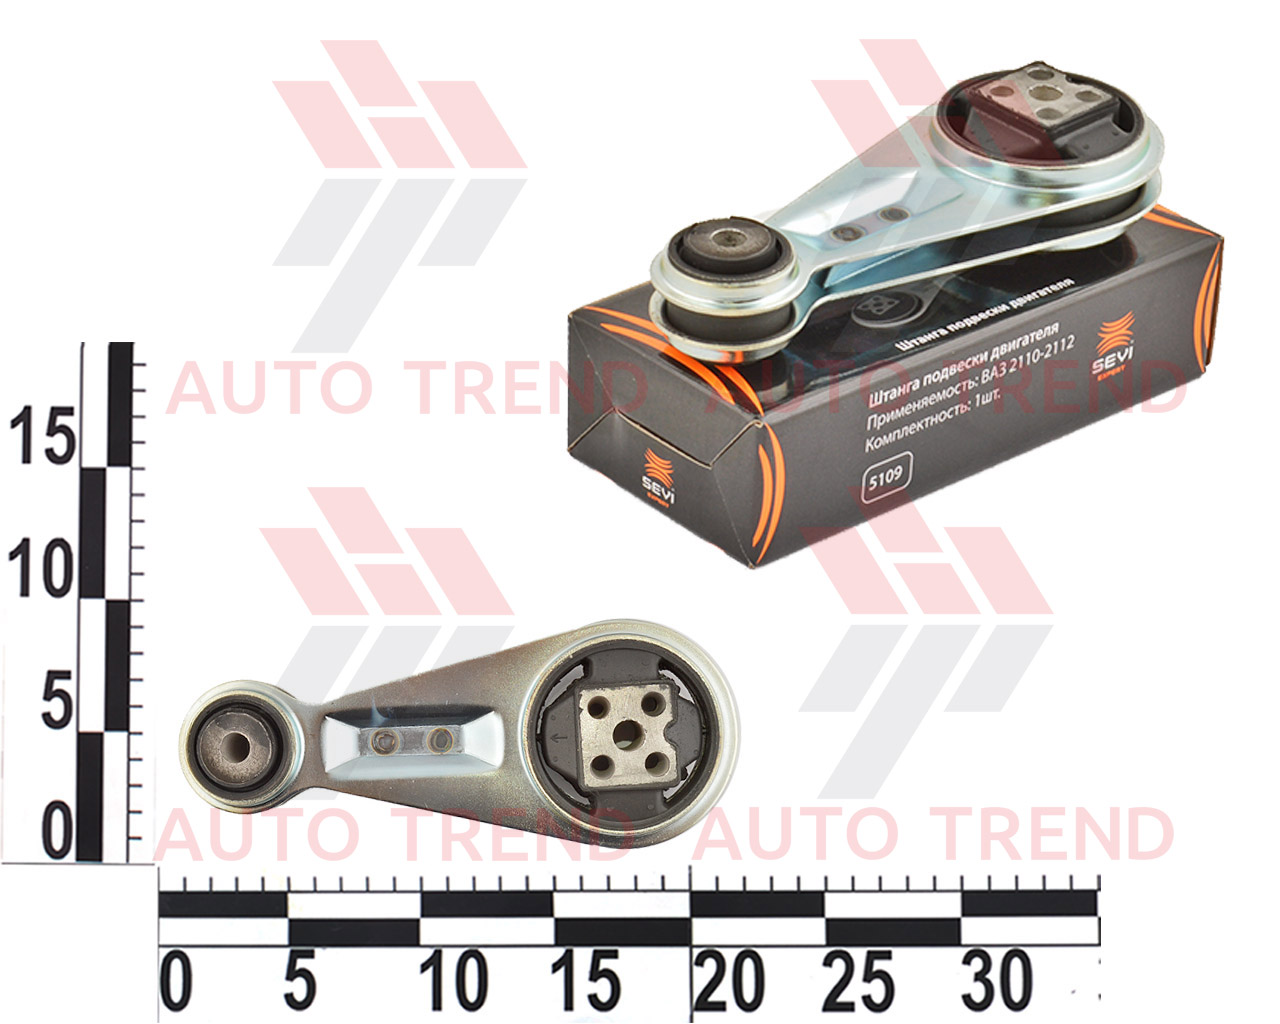 Штанга подвески двигателя
Штанга подвески двигателя
Применяемость: ВАЗ 2110-2112
Комплектность: 1шт.
5109
SEVI
EXPERT
SEVI
EXPERT
AUTO TREND
AUTO TREND
AUTO TREND
AUTO TREND
15
10
5
0
0 5 10 15 20 25 30